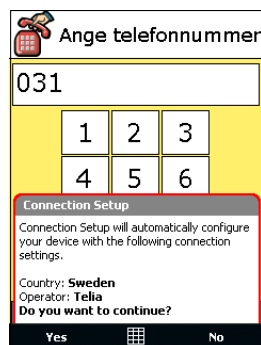 Ange telefonnummer
031
1 2 3
4 5 6
Connection Setup
Connection Setup will automatically configure
your device with the following connection
settings.
Country: Sweden
Operator: Telia
Do you want to continue?
Yes No